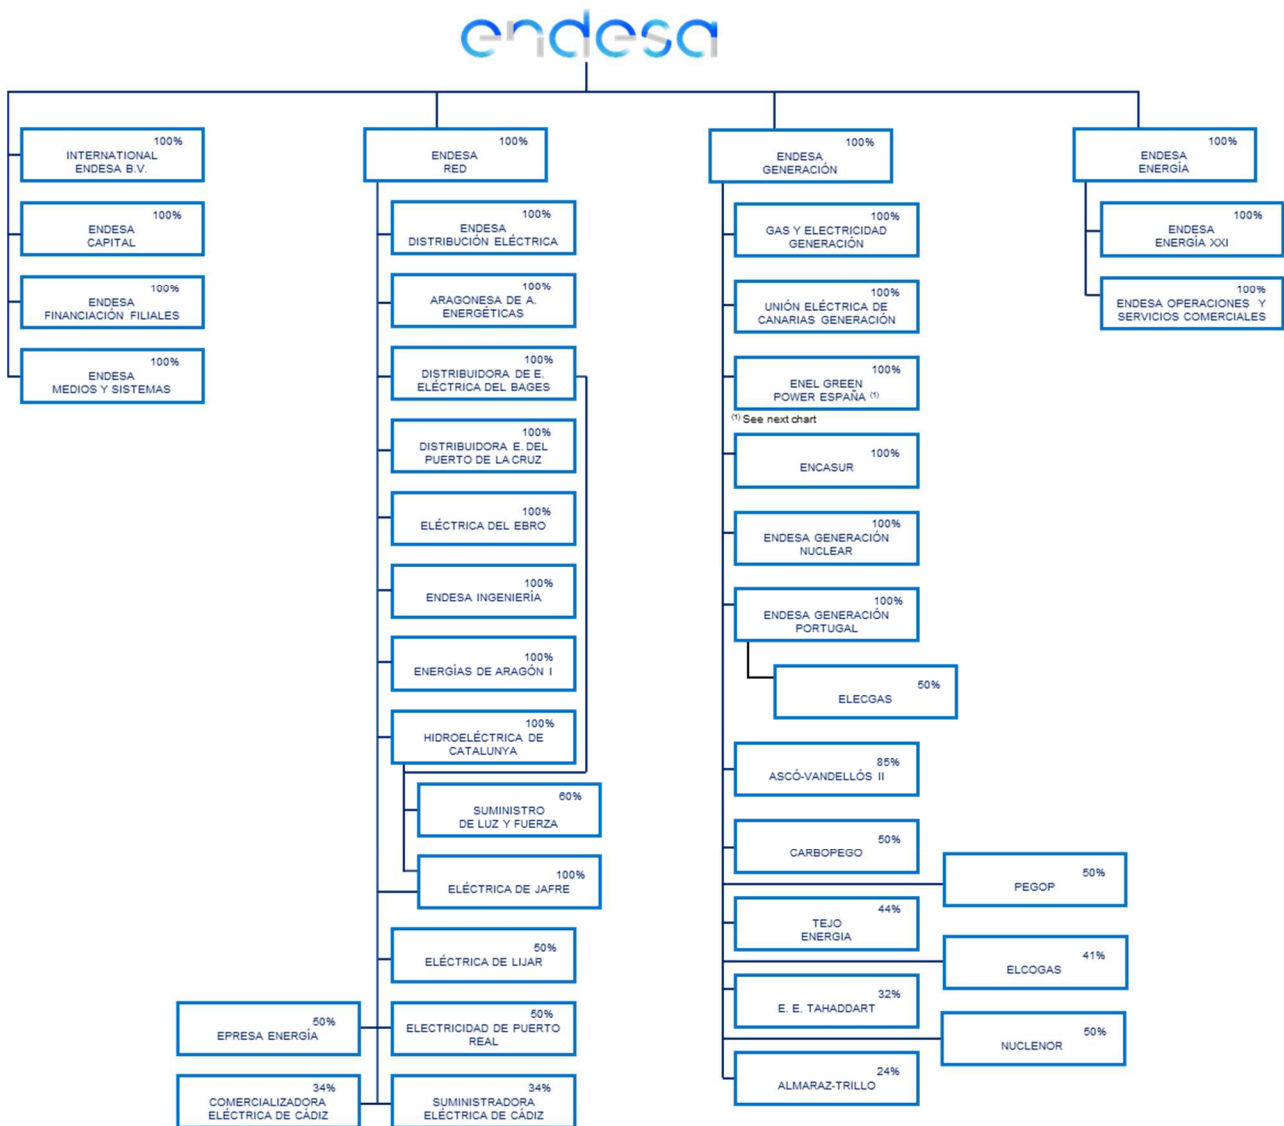 endesa
100%
INTERNATIONAL
ENDESA B.V.
100%
ENDESA
CAPITAL
100%
ENDESA
FINANCIACIÓN FILIALES
100%
ENDESA
MEDIOS Y SISTEMAS
100%
ENDESA
RED
100%
ENDESA
DISTRIBUCIÓN ELÉCTRICA
100%
ARAGONESA DE A.
ENERGÉTICAS
100%
DISTRIBUIDORA DE E.
ELÉCTRICA DEL BAGES
100%
DISTRIBUIDORA E. DEL
PUERTO DE LA CRUZ
100%
ELÉCTRICA DEL EBRO
100%
ENDESA INGENIERÍA
100%
ENERGÍAS DE ARAGÓN I
100%
HIDROELÉCTRICA DE
CATALUNYA
60%
SUMINISTRO
DE LUZ Y FUERZA
100%
ELÉCTRICA DE JAFRE
50%
ELÉCTRICA DE LIJAR
50%
EPRESA ENERGÍA
50%
ELECTRICIDAD DE PUERTO
REAL
34%
COMERCIALIZADORA
ELÉCTRICA DE CÁDIZ
34%
SUMINISTRADORA
ELÉCTRICA DE CÁDIZ
100%
ENDESA
GENERACIÓN
100%
GAS Y ELECTRICIDAD
GENERACIÓN
100%
UNIÓN ELÉCTRICA DE
CANARIAS GENERACIÓN
100%
ENEL GREEN
POWER ESPAÑA (1)
(1) See next chart
100%
ENCASUR
100%
ENDESA GENERACIÓN
NUCLEAR
100%
ENDESA GENERACIÓN
PORTUGAL
50%
ELECGAS
85%
ASCÓ-VANDELLÓS II
50%
CARBOPEGO
50%
PEGOP
44%
TEJO
ENERGIA
41%
ELCOGAS
32%
E. E. TAHADDART
50%
NUCLENOR
24%
ALMARAZ-TRILLO
100%
ENDESA
ENERGÍA
100%
ENDESA
ENERGÍA XXI
100%
ENDESA OPERACIONES Y
SERVICIOS COMERCIALES